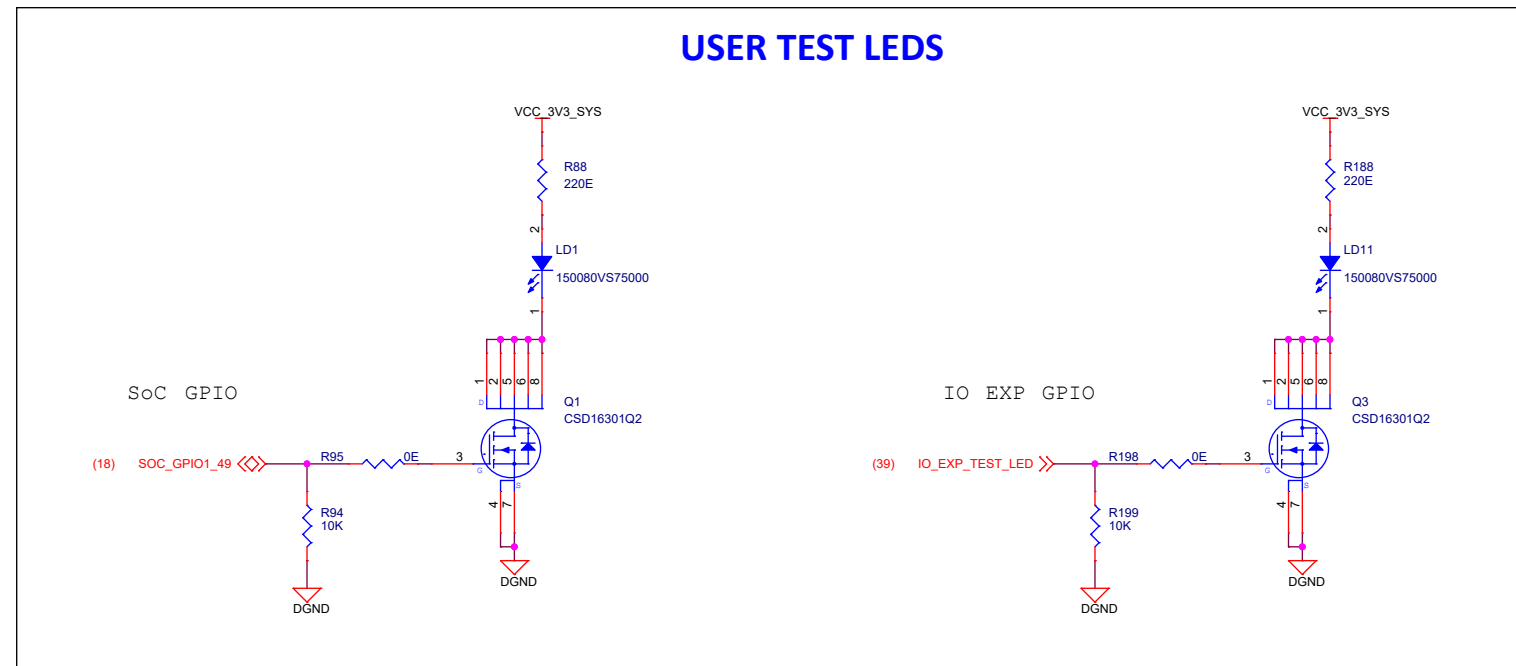 USER TEST LEDS
VCC_3V3_SYS
R88
220E
2
LD1
150080VS75000
1
1
2
5
6
8
D
Q1
CSD16301Q2
SoC GPIO
(18)
SOC_GPIO1_49
R95
0E
3
G
S
4
7
R94
10K
DGND
DGND
VCC_3V3_SYS
R188
220E
2
LD11
150080VS75000
1
1
2
5
6
8
D
Q3
CSD16301Q2
IO EXP GPIO
(39)
IO_EXP_TEST_LED
R198
0E
3
G
S
4
7
R199
10K
DGND
DGND